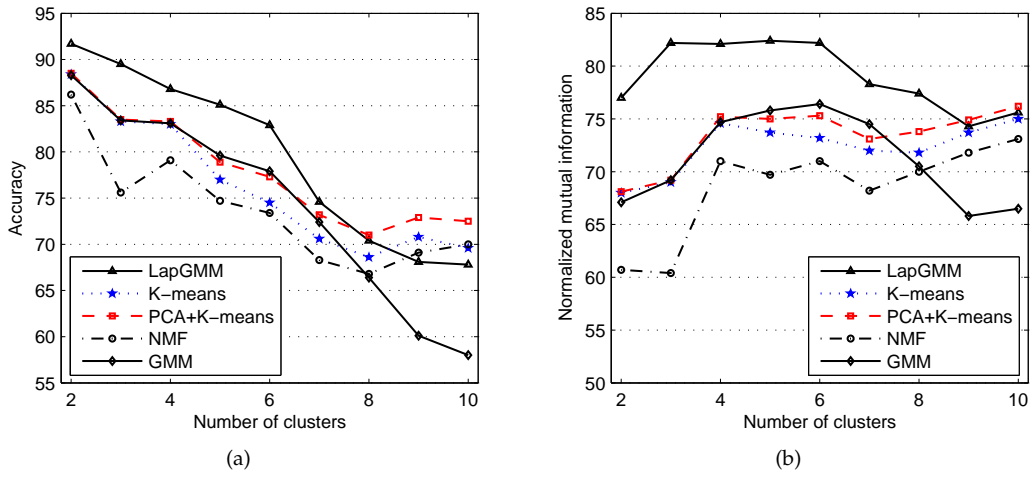 95
90
85
80
75
70
65
60
55
Accuracy
LapGMM
K-means
PCA+K-means
NMF
GMM
2 4 6 8 10
Number of clusters
(a)
85
80
75
70
65
60
55
50
Normalized mutual information
LapGMM
K-means
PCA+K-means
NMF
GMM
2 4 6 8 10
Number of clusters
(b)